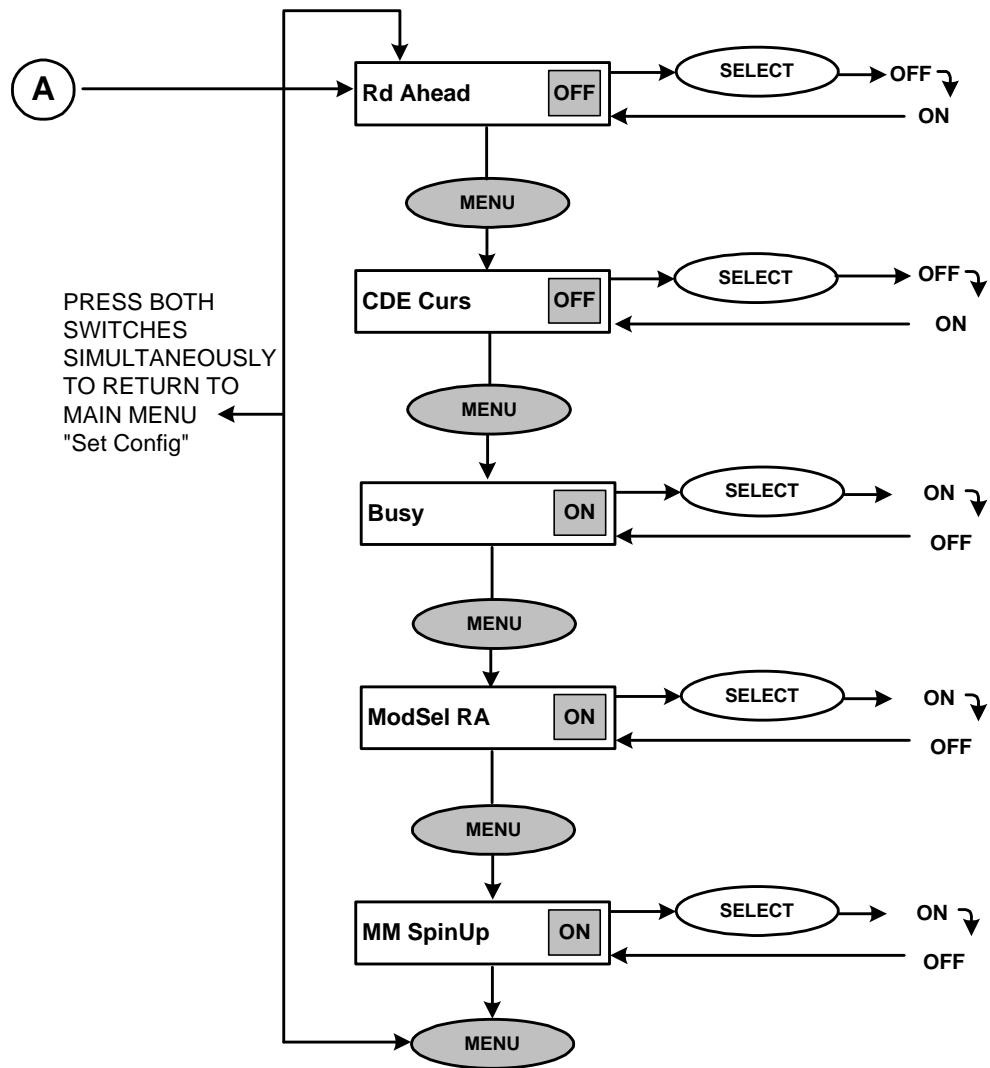 A
Rd Ahead OFF SELECT OFF
ON
MENU
CDE Curs OFF SELECT OFF
ON
PRESS BOTH
SWITCHES
SIMULTANEOUSLY
TO RETURN TO
MAIN MENU
"Set Config"
MENU
Busy ON SELECT ON
OFF
MENU
ModSel RA ON SELECT ON
OFF
MENU
MM SpinUp ON SELECT ON
OFF
MENU